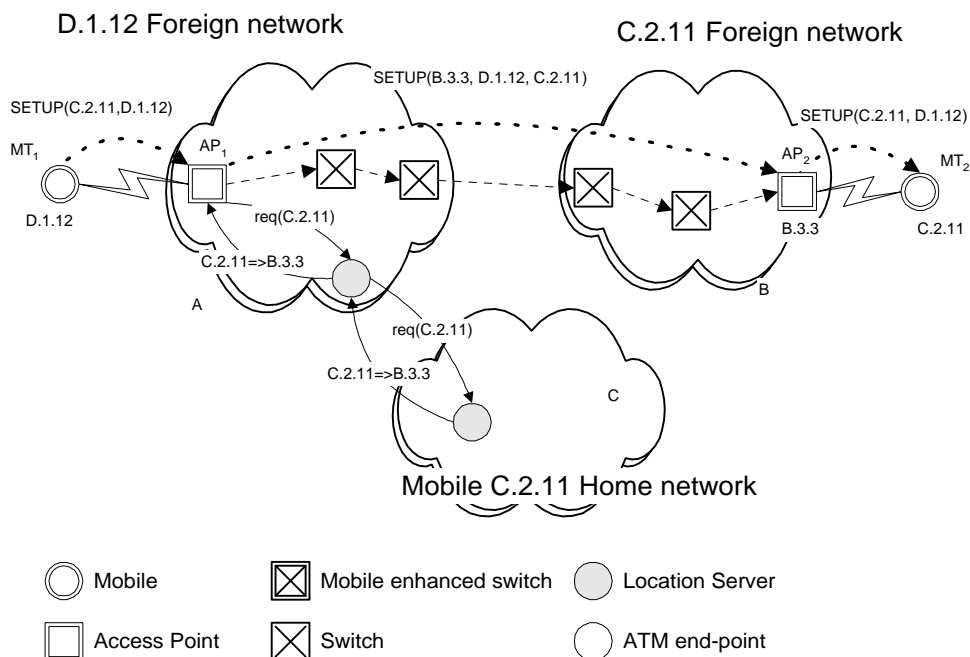 D.1.12 Foreign network
C.2.11 Foreign network
SETUP(B.3.3, D.1.12, C.2.11)
SETUP(C.2.11,D.1.12)
SETUP(C.2.11, D.1.12)
MT1
AP1
AP2
MT2
D.1.12
req(C.2.11)
B.3.3
C.2.11
C.2.11=>B.3.3
A
B
req(C.2.11)
C.2.11=>B.3.3
C
Mobile C.2.11 Home network
Mobile
Mobile enhanced switch
Location Server
Access Point
Switch
ATM end-point